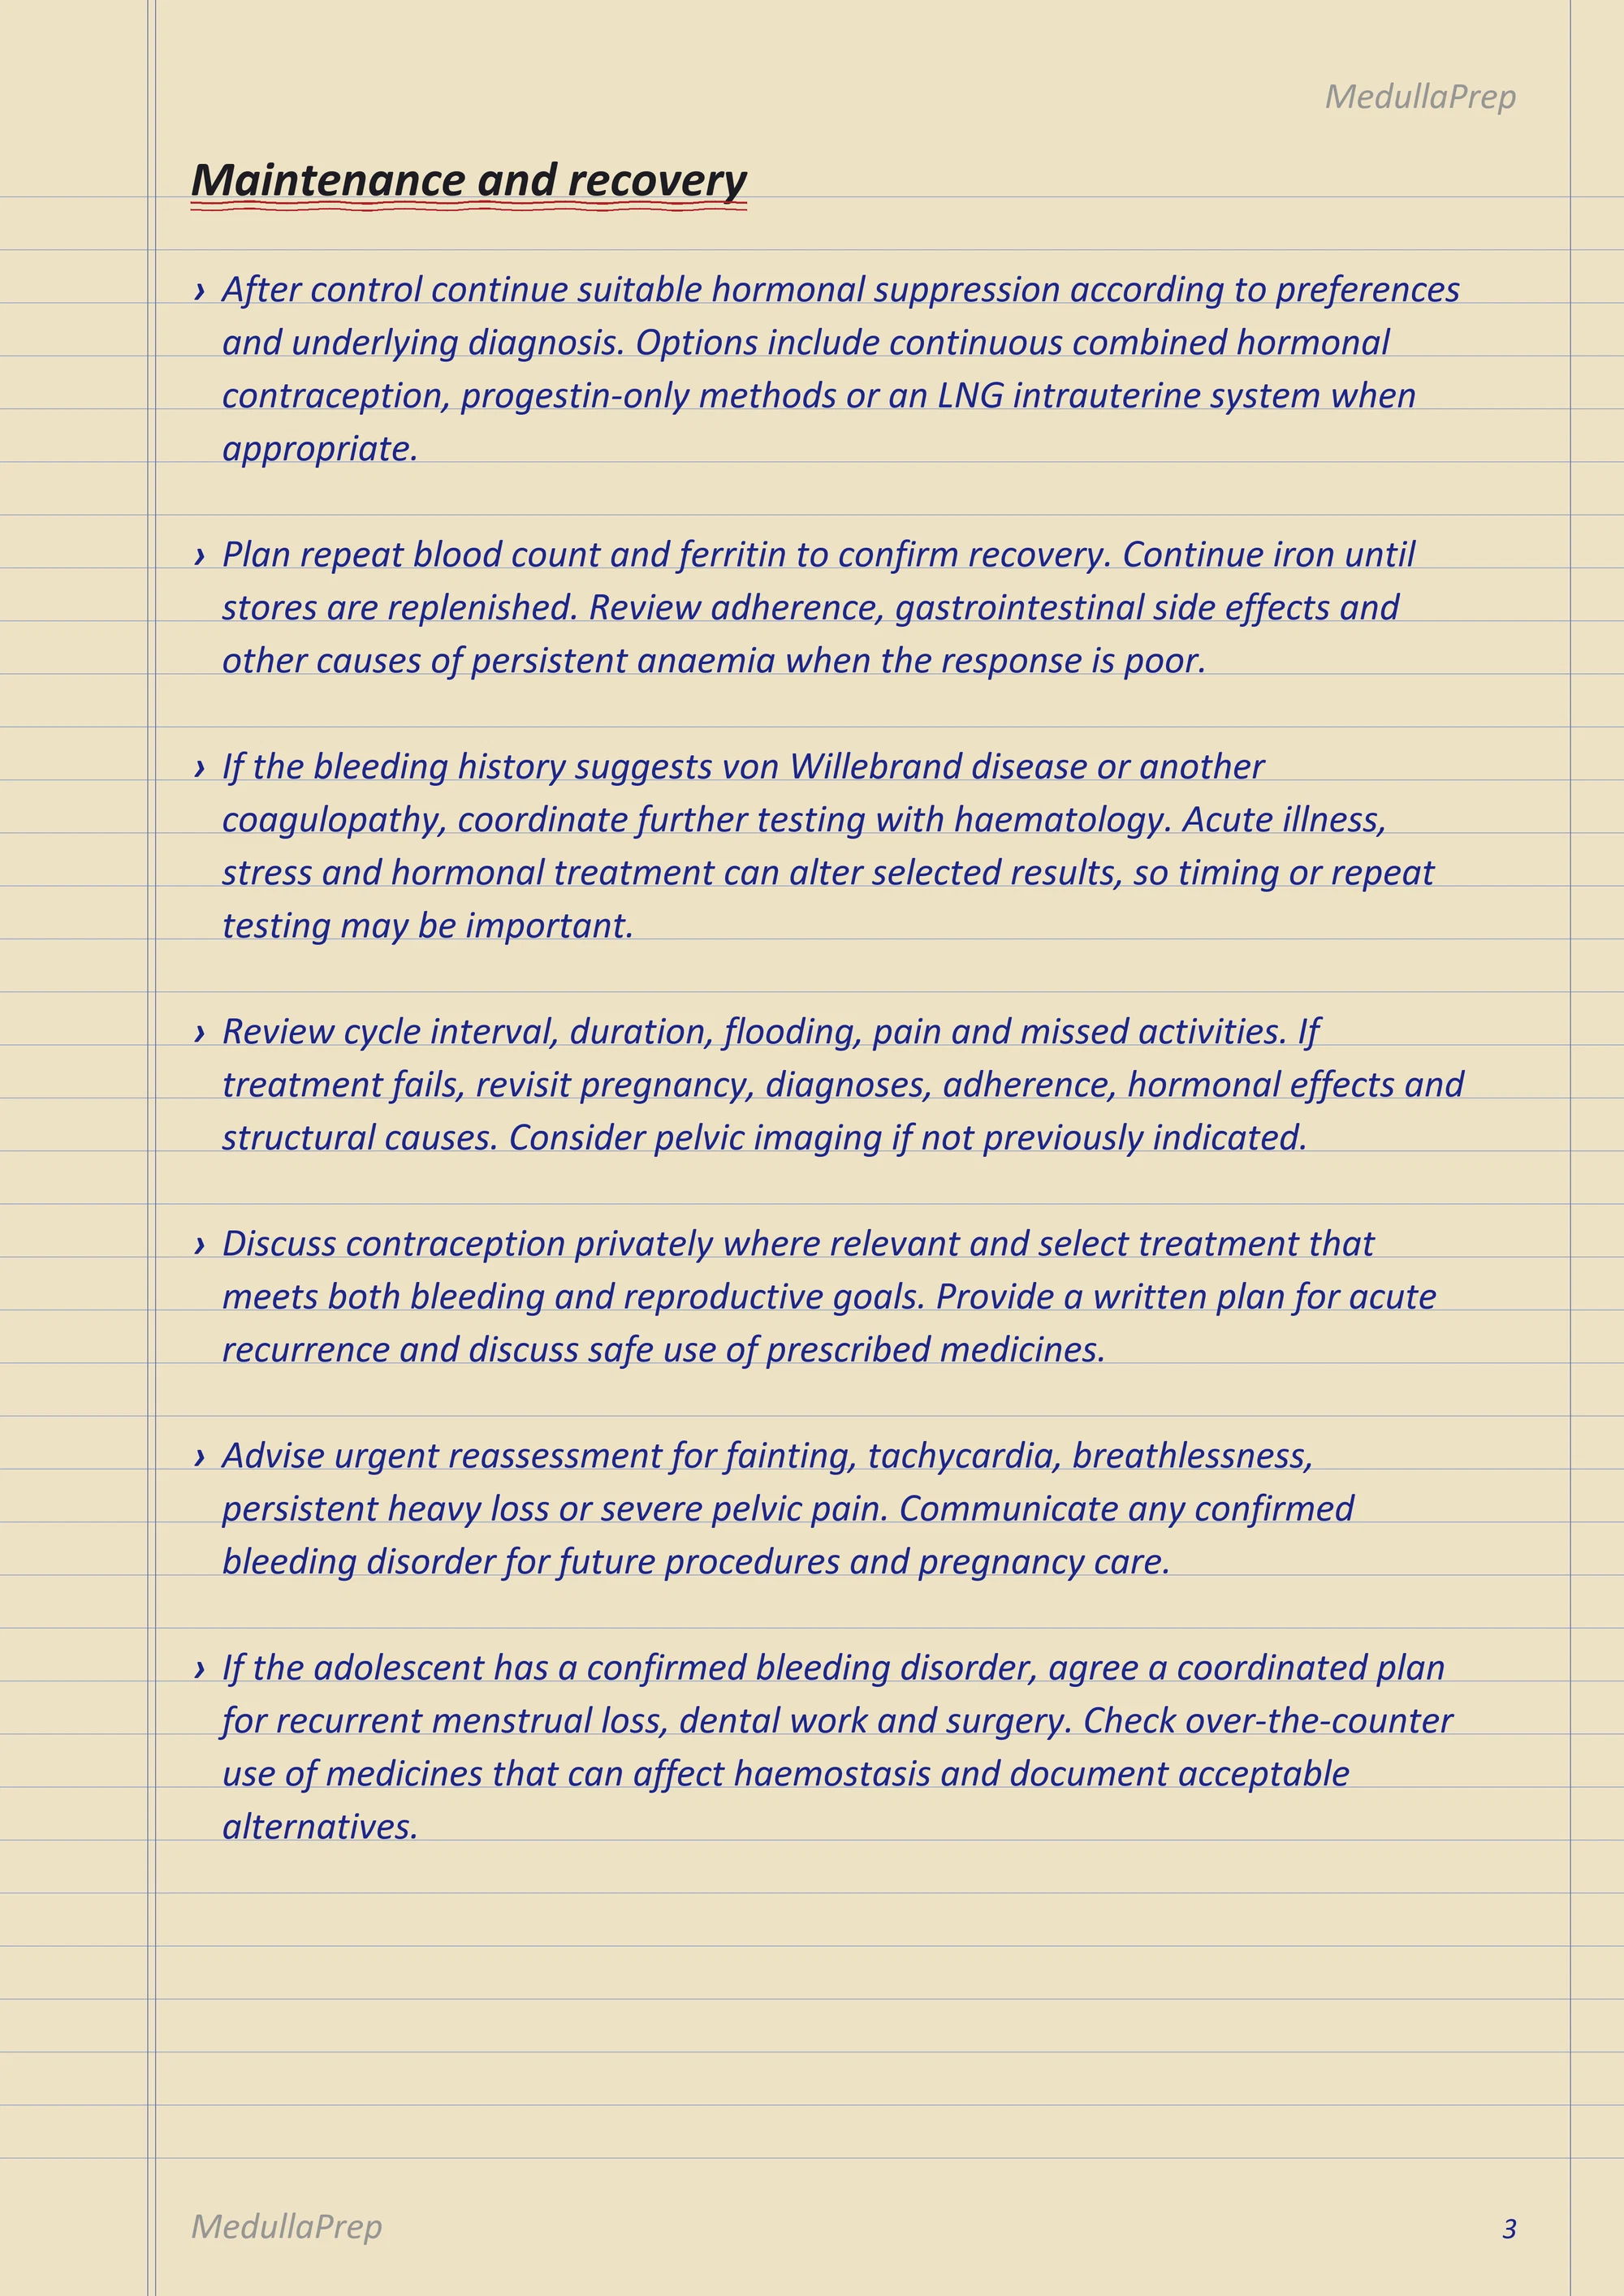 MedullaPrep
Maintenance and recovery
› After control continue suitable hormonal suppression according to preferences
and underlying diagnosis. Options include continuous combined hormonal
contraception, progestin-only methods or an LNG intrauterine system when
appropriate.
› Plan repeat blood count and ferritin to confirm recovery. Continue iron until
stores are replenished. Review adherence, gastrointestinal side effects and
other causes of persistent anaemia when the response is poor.
› If the bleeding history suggests von Willebrand disease or another
coagulopathy, coordinate further testing with haematology. Acute illness,
stress and hormonal treatment can alter selected results, so timing or repeat
testing may be important.
› Review cycle interval, duration, flooding, pain and missed activities. If
treatment fails, revisit pregnancy, diagnoses, adherence, hormonal effects and
structural causes. Consider pelvic imaging if not previously indicated.
› Discuss contraception privately where relevant and select treatment that
meets both bleeding and reproductive goals. Provide a written plan for acute
recurrence and discuss safe use of prescribed medicines.
› Advise urgent reassessment for fainting, tachycardia, breathlessness,
persistent heavy loss or severe pelvic pain. Communicate any confirmed
bleeding disorder for future procedures and pregnancy care.
› If the adolescent has a confirmed bleeding disorder, agree a coordinated plan
for recurrent menstrual loss, dental work and surgery. Check over-the-counter
use of medicines that can affect haemostasis and document acceptable
alternatives.
MedullaPrep
3